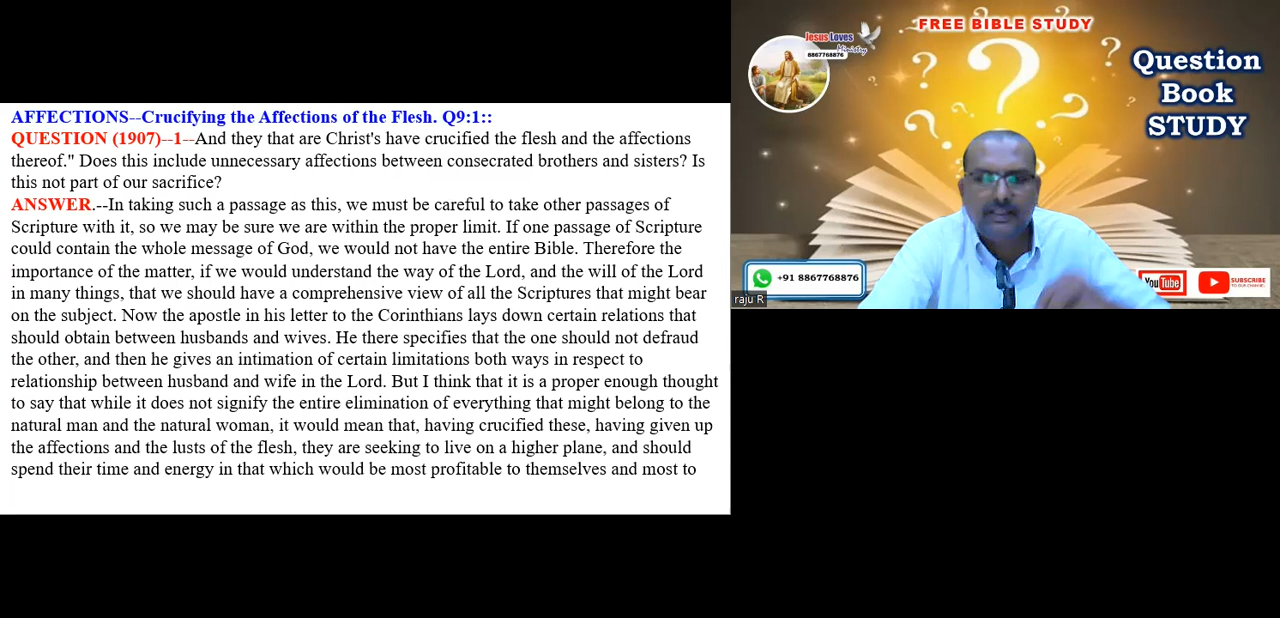 AFFECTIONS--Crucifying the Affections of the Flesh. Q9:1::
QUESTION (1907)--1--And they that are Christ's have crucified the flesh and the affections
thereof." Does this include unnecessary affections between consecrated brothers and sisters? Is
this not part of our sacrifice?
ANSWER.--In taking such a passage as this, we must be careful to take other passages of
Scripture with it, so we may be sure we are within the proper limit. If one passage of Scripture
could contain the whole message of God, we would not have the entire Bible. Therefore the
importance of the matter, if we would understand the way of the Lord, and the will of the Lord
in many things, that we should have a comprehensive view of all the Scriptures that might bear
on the subject. Now the apostle in his letter to the Corinthians lays down certain relations that
should obtain between husbands and wives. He there specifies that the one should not defraud
the other, and then he gives an intimation of certain limitations both ways in respect to
relationship between husband and wife in the Lord. But I think that it is a proper enough thought
to say that while it does not signify the entire elimination of everything that might belong to the
natural man and the natural woman, it would mean that, having crucified these, having given up
the affections and the lusts of the flesh, they are seeking to live on a higher plane, and should
spend their time and energy in that which would be most profitable to themselves and most to
FREE BIBLE STUDY
Jesus Loves
Ministry
8867768876
Question
Book
STUDY
+91 8867768876
raju R
You Tube
SUBSCRIBE
TO OUR CHANNEL